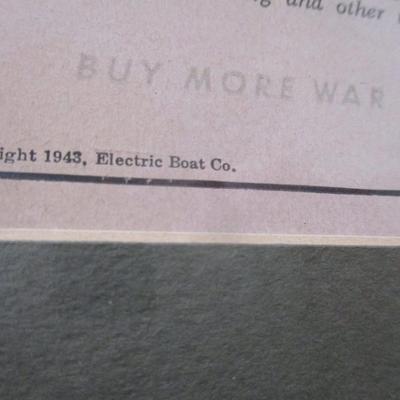 and other
BUY MORE WAR
ight 1943, Electric Boat Co.